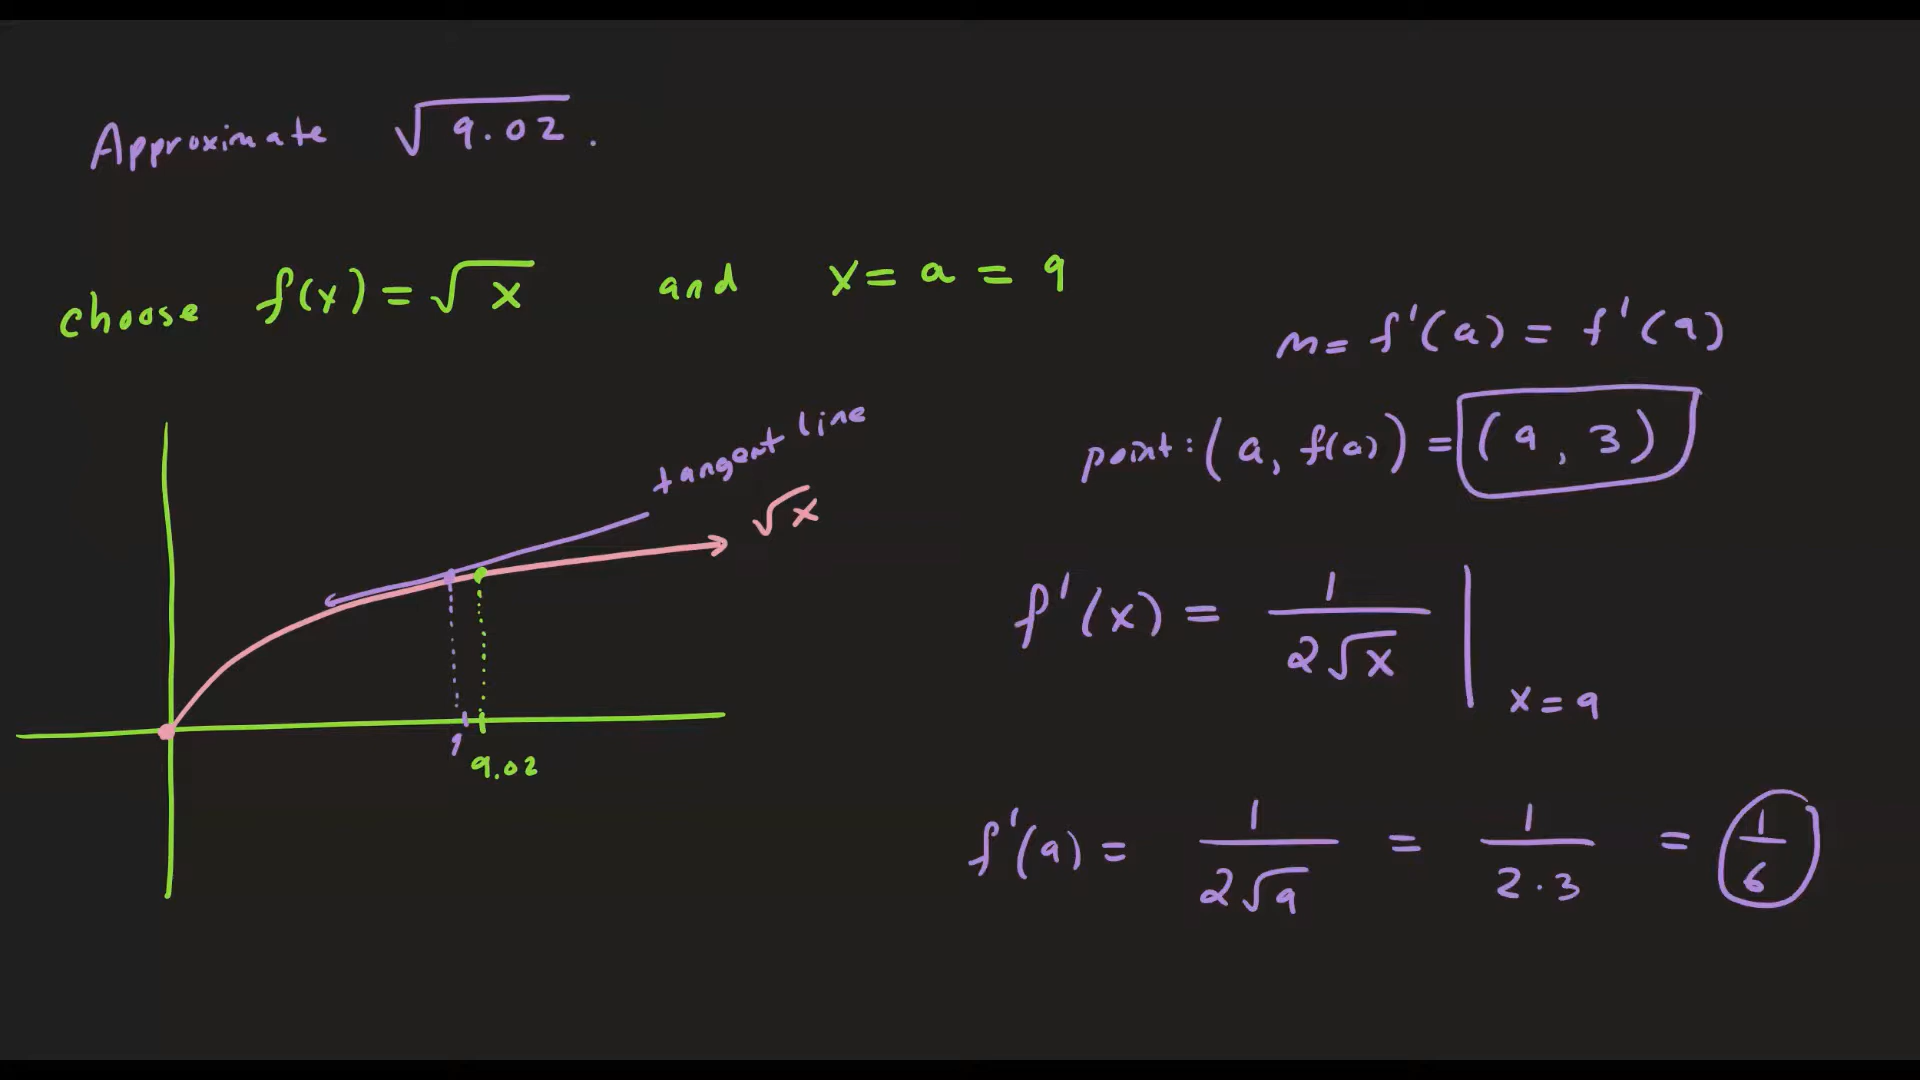 Approximate √9.02.
choose f(x) = √x and x = a = 9
m = f'(a) = f'(9)
point: (a, f(a)) = (9, 3)
tangent line
√x
f'(x) = 1/(2√x) | x = 9
9
9.02
f'(9) = 1/(2√9) = 1/(2·3) = 1/6